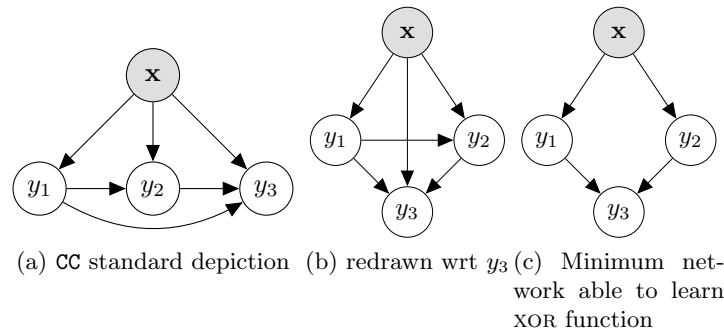 x
y1
y2
y3
(a) CC standard depiction
x
y1
y2
y3
(b) redrawn wrt y3
x
y1
y2
y3
(c) Minimum net-
work able to learn
XOR function